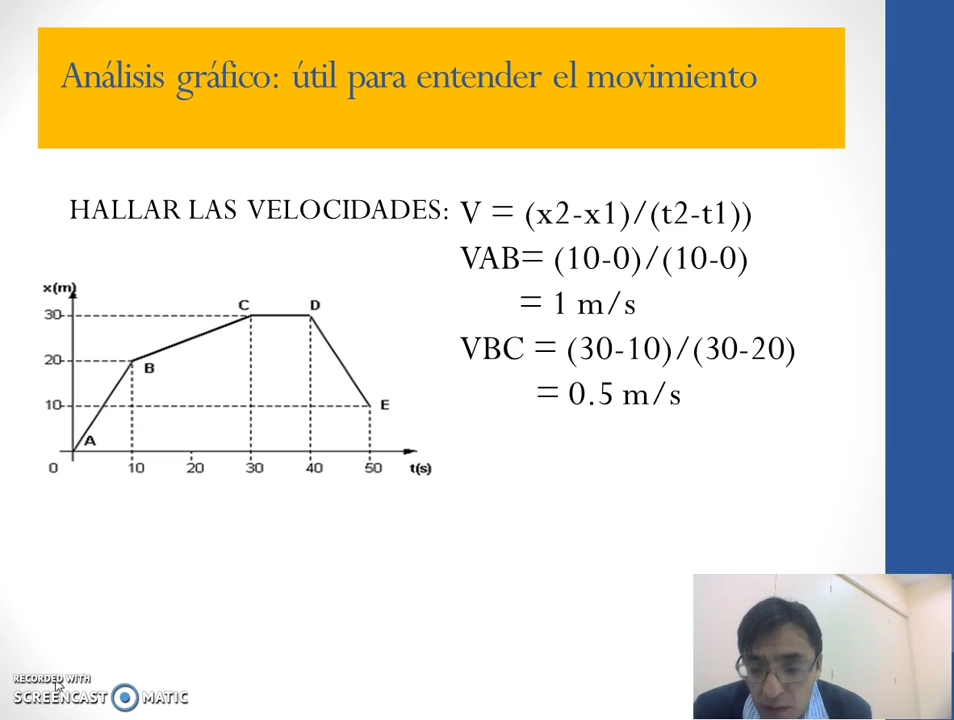 Análisis gráfico: útil para entender el movimiento
HALLAR LAS VELOCIDADES:
V = (x2-x1)/(t2-t1))
VAB= (10-0)/(10-0)
= 1 m/s
VBC = (30-10)/(30-20)
= 0.5 m/s
x(m)
30
20
10
0
A
B
C
D
E
10
20
30
40
50
t(s)
RECORDED WITH
SCREENCAST MATIC